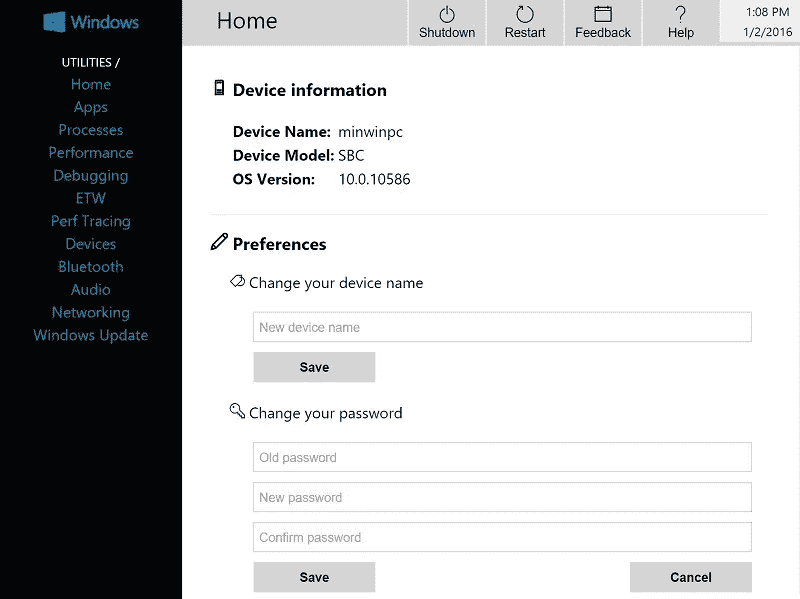 Windows
UTILITIES /
Home
Apps
Processes
Performance
Debugging
ETW
Perf Tracing
Devices
Bluetooth
Audio
Networking
Windows Update
Home
Shutdown
Restart
Feedback
Help
1:08 PM
1/2/2016
Device information
Device Name: minwinpc
Device Model: SBC
OS Version: 10.0.10586
Preferences
Change your device name
New device name
Save
Change your password
Old password
New password
Confirm password
Save Cancel